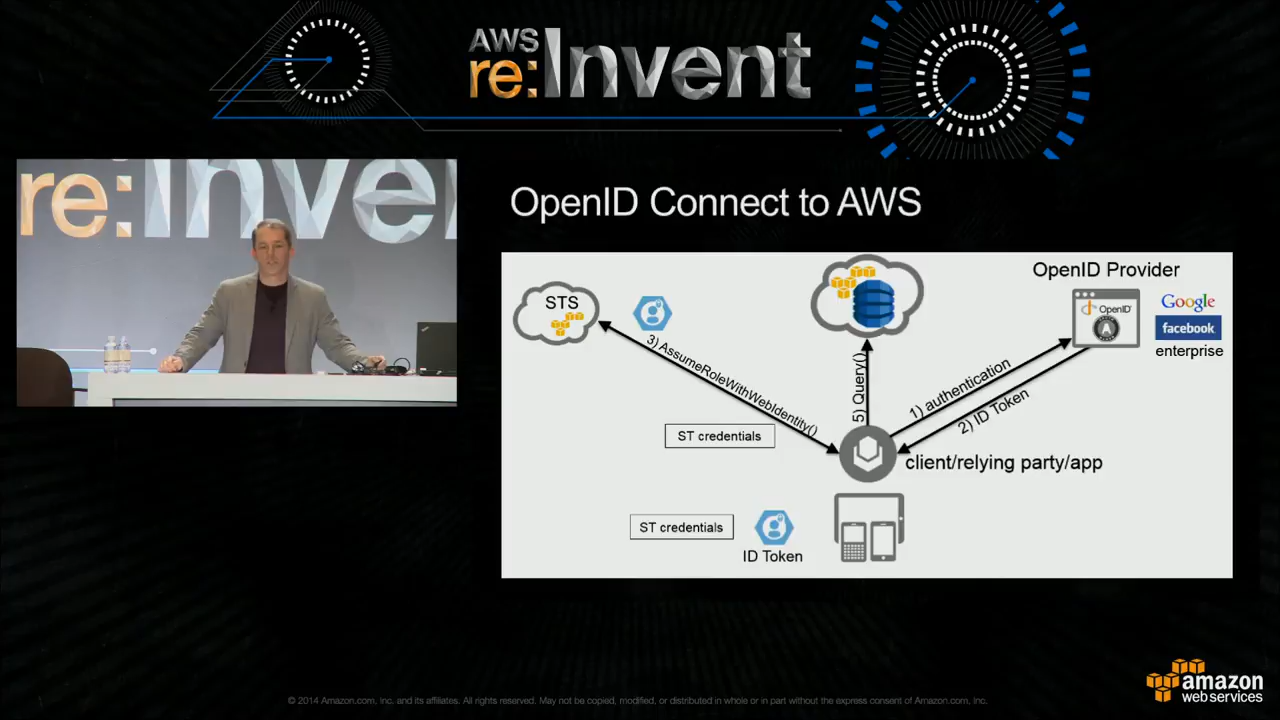 AWS
re:Invent
re:Inve
OpenID Connect to AWS
OpenID Provider
STS
OpenID
A
Google
facebook
enterprise
3) AssumeRoleWithWebIdentity()
5) Query()
1) authentication
2) ID Token
ST credentials
client/relying party/app
ST credentials
ID Token
© 2014 Amazon.com, Inc. and its affiliates. All rights reserved. May not be copied, modified, or distributed in whole or in part without the express consent of Amazon.com, Inc.
amazon
web services